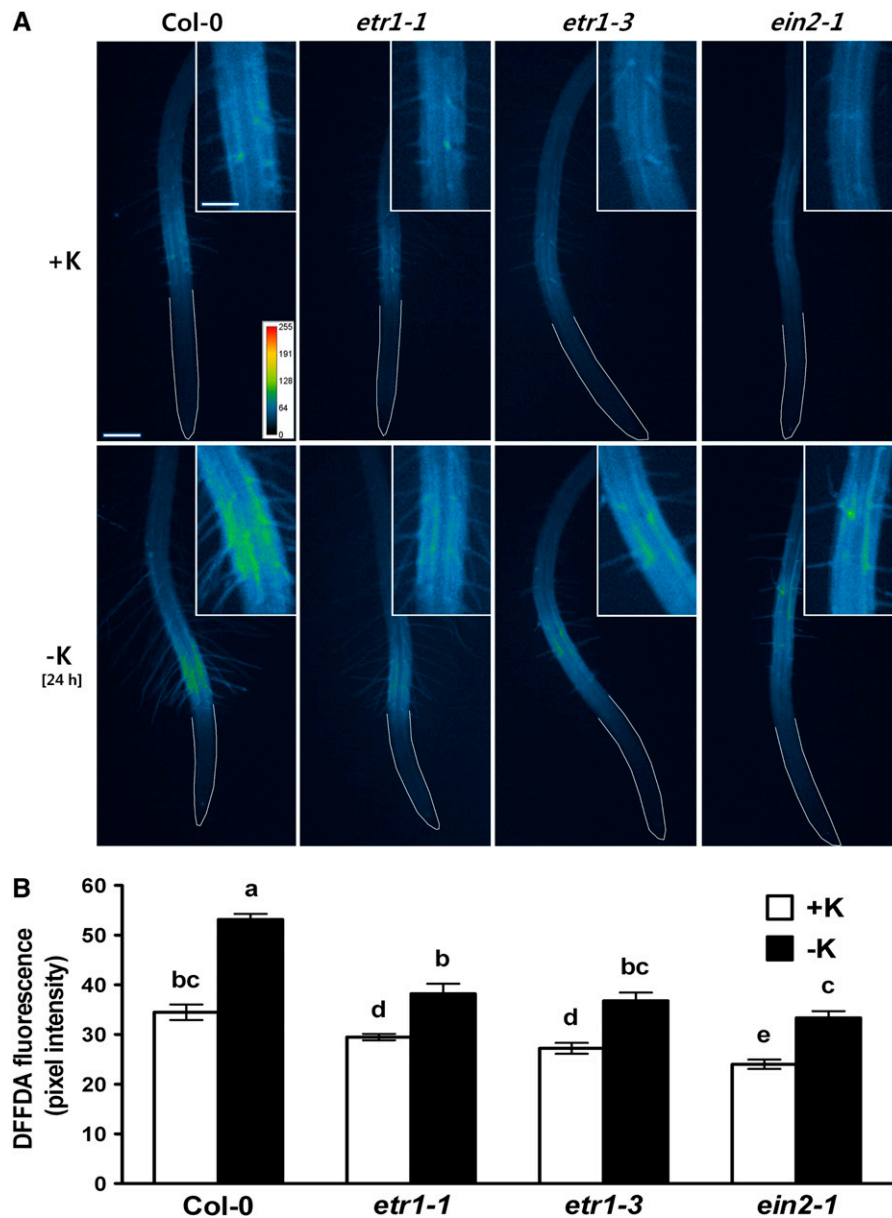 A
Col-0 etr1-1 etr1-3 ein2-1
+K
255
191
128
64
0
-K
[24 h]
B
DFFDA fluorescence
(pixel intensity)
60
50
40
30
20
10
0
bc a d b d bc e c
+K
-K
Col-0 etr1-1 etr1-3 ein2-1